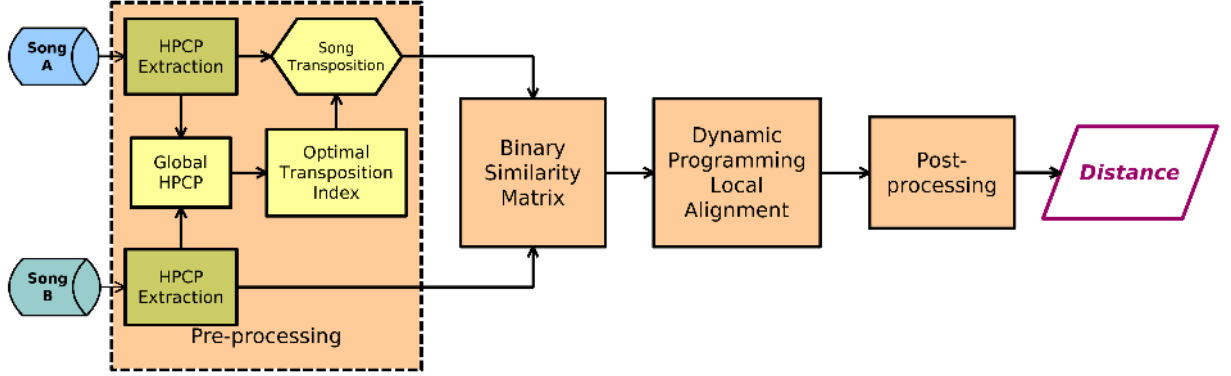 Song
A
HPCP
Extraction
Song
Transposition
Global
HPCP
Optimal
Transposition
Index
Song
B
HPCP
Extraction
Pre-processing
Binary
Similarity
Matrix
Dynamic
Programming
Local
Alignment
Post-
processing
Distance